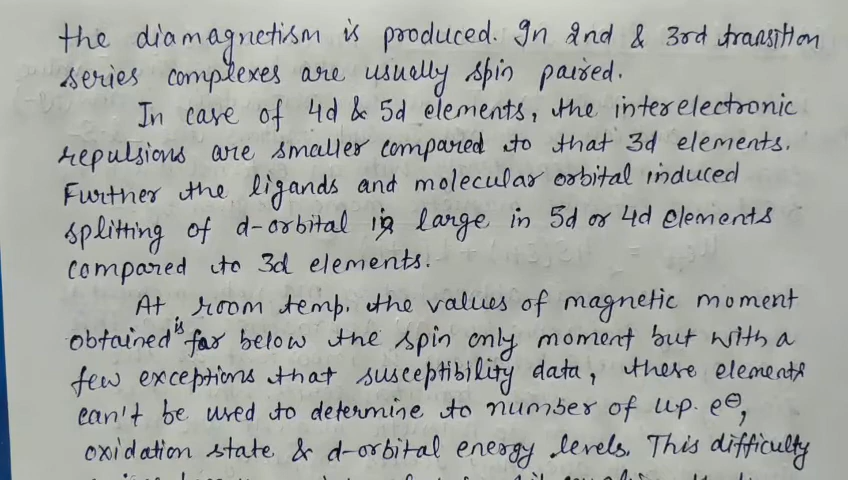 the diamagnetism is produced. In 2nd & 3rd transition
series complexes are usually spin paired.
In case of 4d & 5d elements, the interelectronic
repulsions are smaller compared to that 3d elements.
Further the ligands and molecular orbital induced
splitting of d-orbital is large in 5d or 4d elements
compared to 3d elements.
At room temp. the values of magnetic moment
obtained is far below the spin only moment but with a
few exceptions that susceptibility data, these elements
can't be used to determine to number of up. e⊖,
oxidation state & d-orbital energy levels. This difficulty